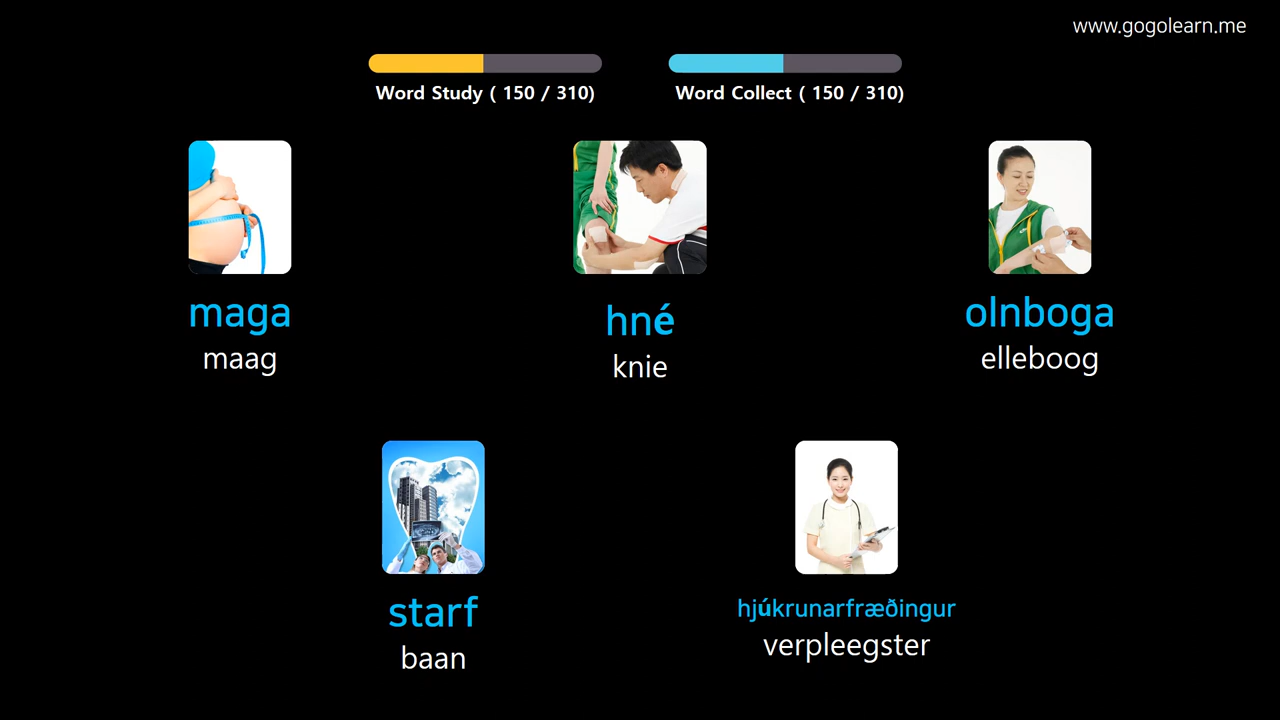 www.gogolearn.me
Word Study ( 150 / 310)
Word Collect ( 150 / 310)
maga
maag
hné
knie
olnboga
elleboog
starf
baan
hjúkrunarfræðingur
verpleegster